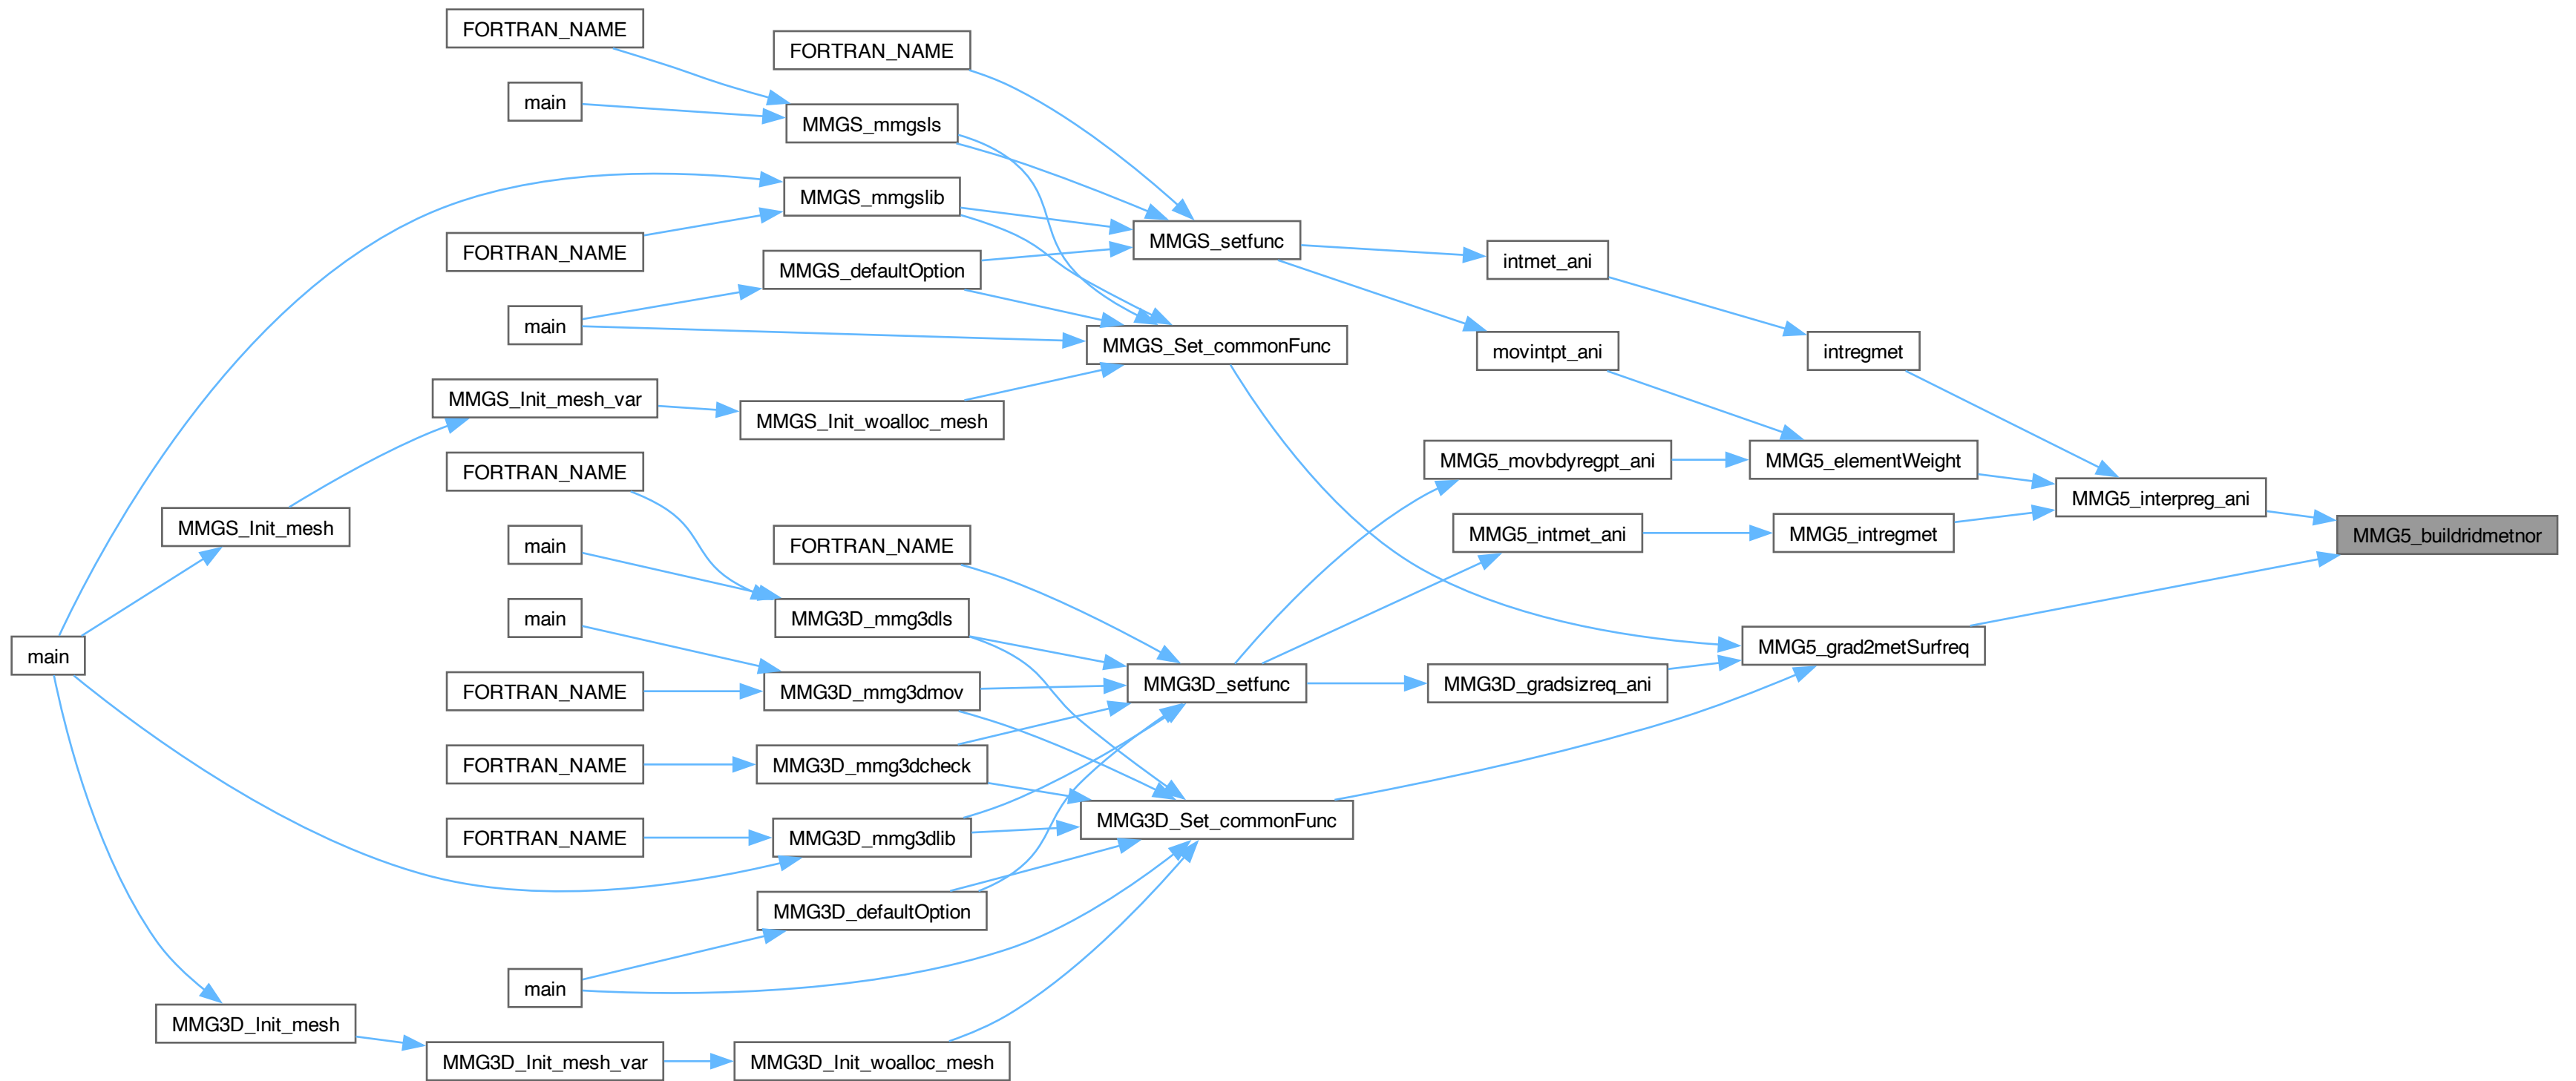 FORTRAN_NAME
FORTRAN_NAME
main
MMGS_mmgsls
MMGS_mmgslib
MMGS_setfunc
FORTRAN_NAME
intmet_ani
MMGS_defaultOption
main
MMGS_Set_commonFunc
movintpt_ani
intregmet
MMGS_Init_mesh_var
MMGS_Init_woalloc_mesh
MMG5_movbdyregpt_ani
MMG5_elementWeight
FORTRAN_NAME
MMG5_interpreg_ani
MMGS_Init_mesh
MMG5_intmet_ani
MMG5_intregmet
MMG5_buildridmetnor
main
FORTRAN_NAME
main
MMG3D_mmg3dls
MMG5_grad2metSurfreq
main
MMG3D_setfunc
MMG3D_gradsizreq_ani
FORTRAN_NAME
MMG3D_mmg3dmov
FORTRAN_NAME
MMG3D_mmg3dcheck
MMG3D_Set_commonFunc
FORTRAN_NAME
MMG3D_mmg3dlib
MMG3D_defaultOption
main
MMG3D_Init_mesh
MMG3D_Init_mesh_var
MMG3D_Init_woalloc_mesh